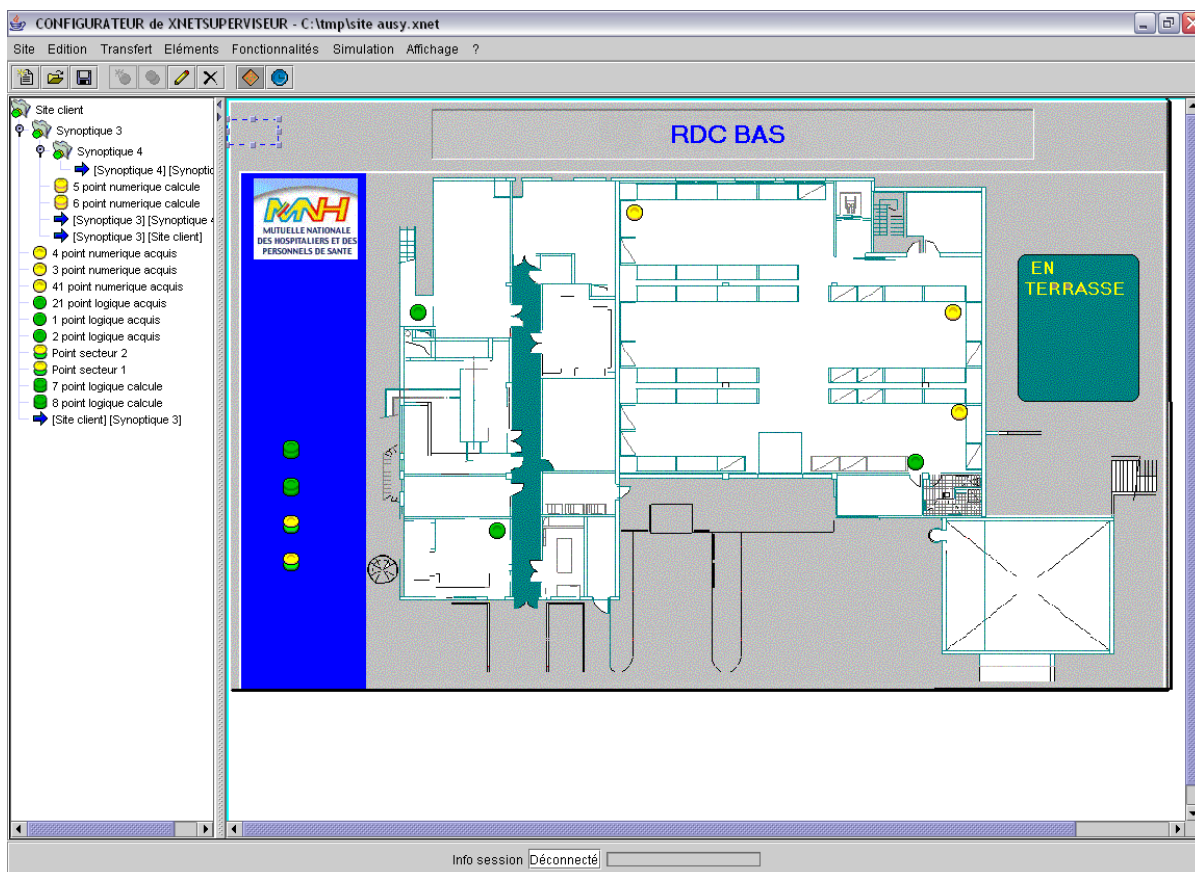 CONFIGURATEUR de XNETSUPERVISEUR - C:\tmp\site ausy.xnet
Site Edition Transfert Eléments Fonctionnalités Simulation Affichage ?
Site client
Synoptique 3
Synoptique 4
[Synoptique 4] [Synoptic
5 point numerique calcule
6 point numerique calcule
[Synoptique 3] [Synoptique 4
[Synoptique 3] [Site client]
4 point numerique acquis
3 point numerique acquis
41 point numerique acquis
21 point logique acquis
1 point logique acquis
2 point logique acquis
Point secteur 2
Point secteur 1
7 point logique calcule
8 point logique calcule
[Site client] [Synoptique 3]
RDC BAS
MNH
MUTUELLE NATIONALE
DES HOSPITALIERS ET DES
PERSONNELS DE SANTE
EN
TERRASSE
Info session Déconnecté